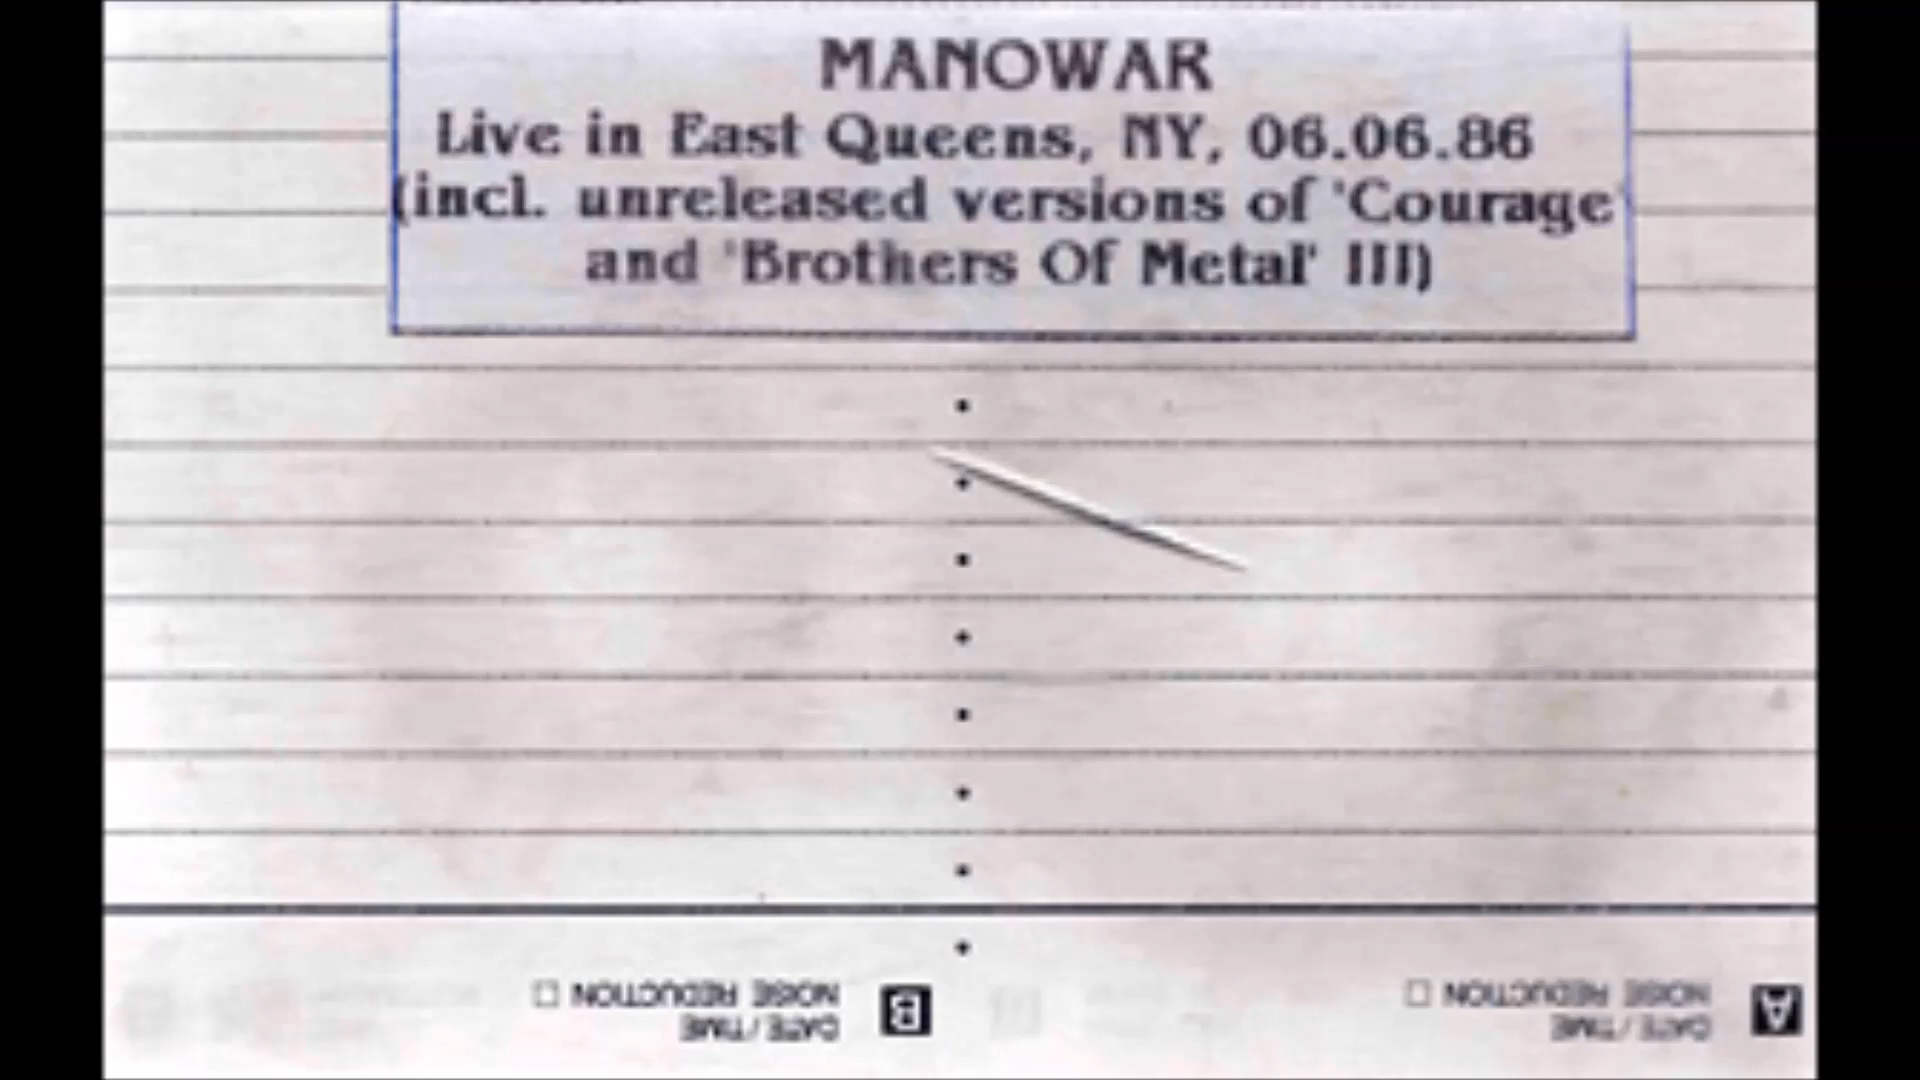 MANOWAR
Live in East Queens, NY, 06.06.86
(incl. unreleased versions of 'Courage'
and 'Brothers Of Metal' III)
A DATE / TIME
NOISE REDUCTION
B DATE / TIME
NOISE REDUCTION